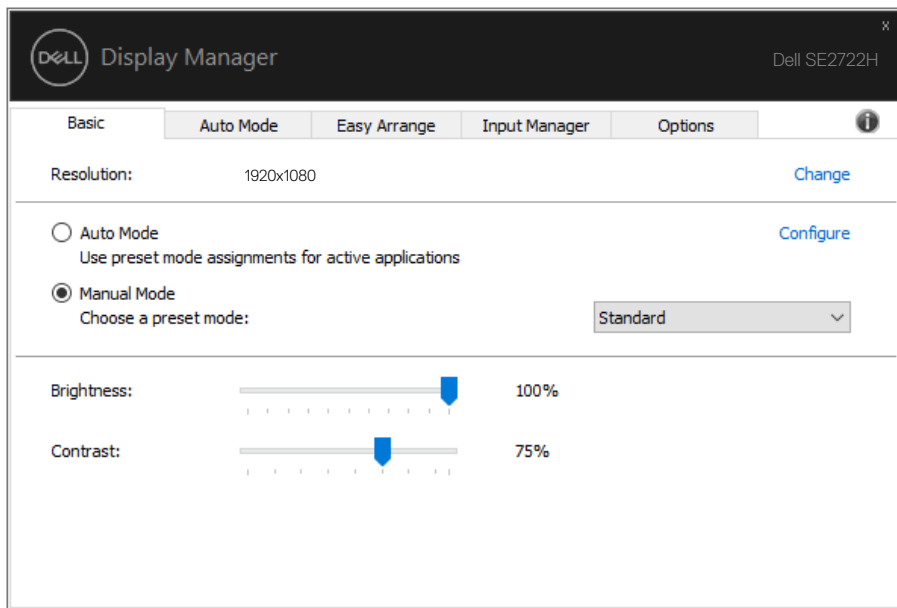 x
DELL Display Manager
Dell SE2722H
Basic Auto Mode Easy Arrange Input Manager Options i
Resolution: 1920x1080 Change
Auto Mode Configure
Use preset mode assignments for active applications
Manual Mode
Choose a preset mode: Standard
Brightness: 100%
Contrast: 75%